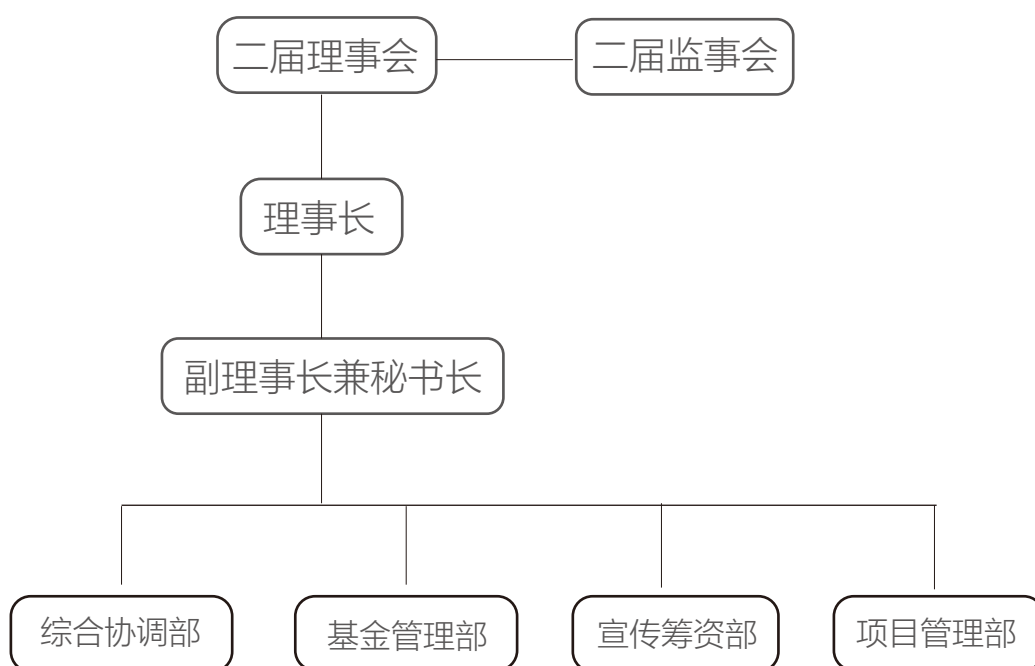 二届理事会
二届监事会
理事长
副理事长兼秘书长
综合协调部
基金管理部
宣传筹资部
项目管理部